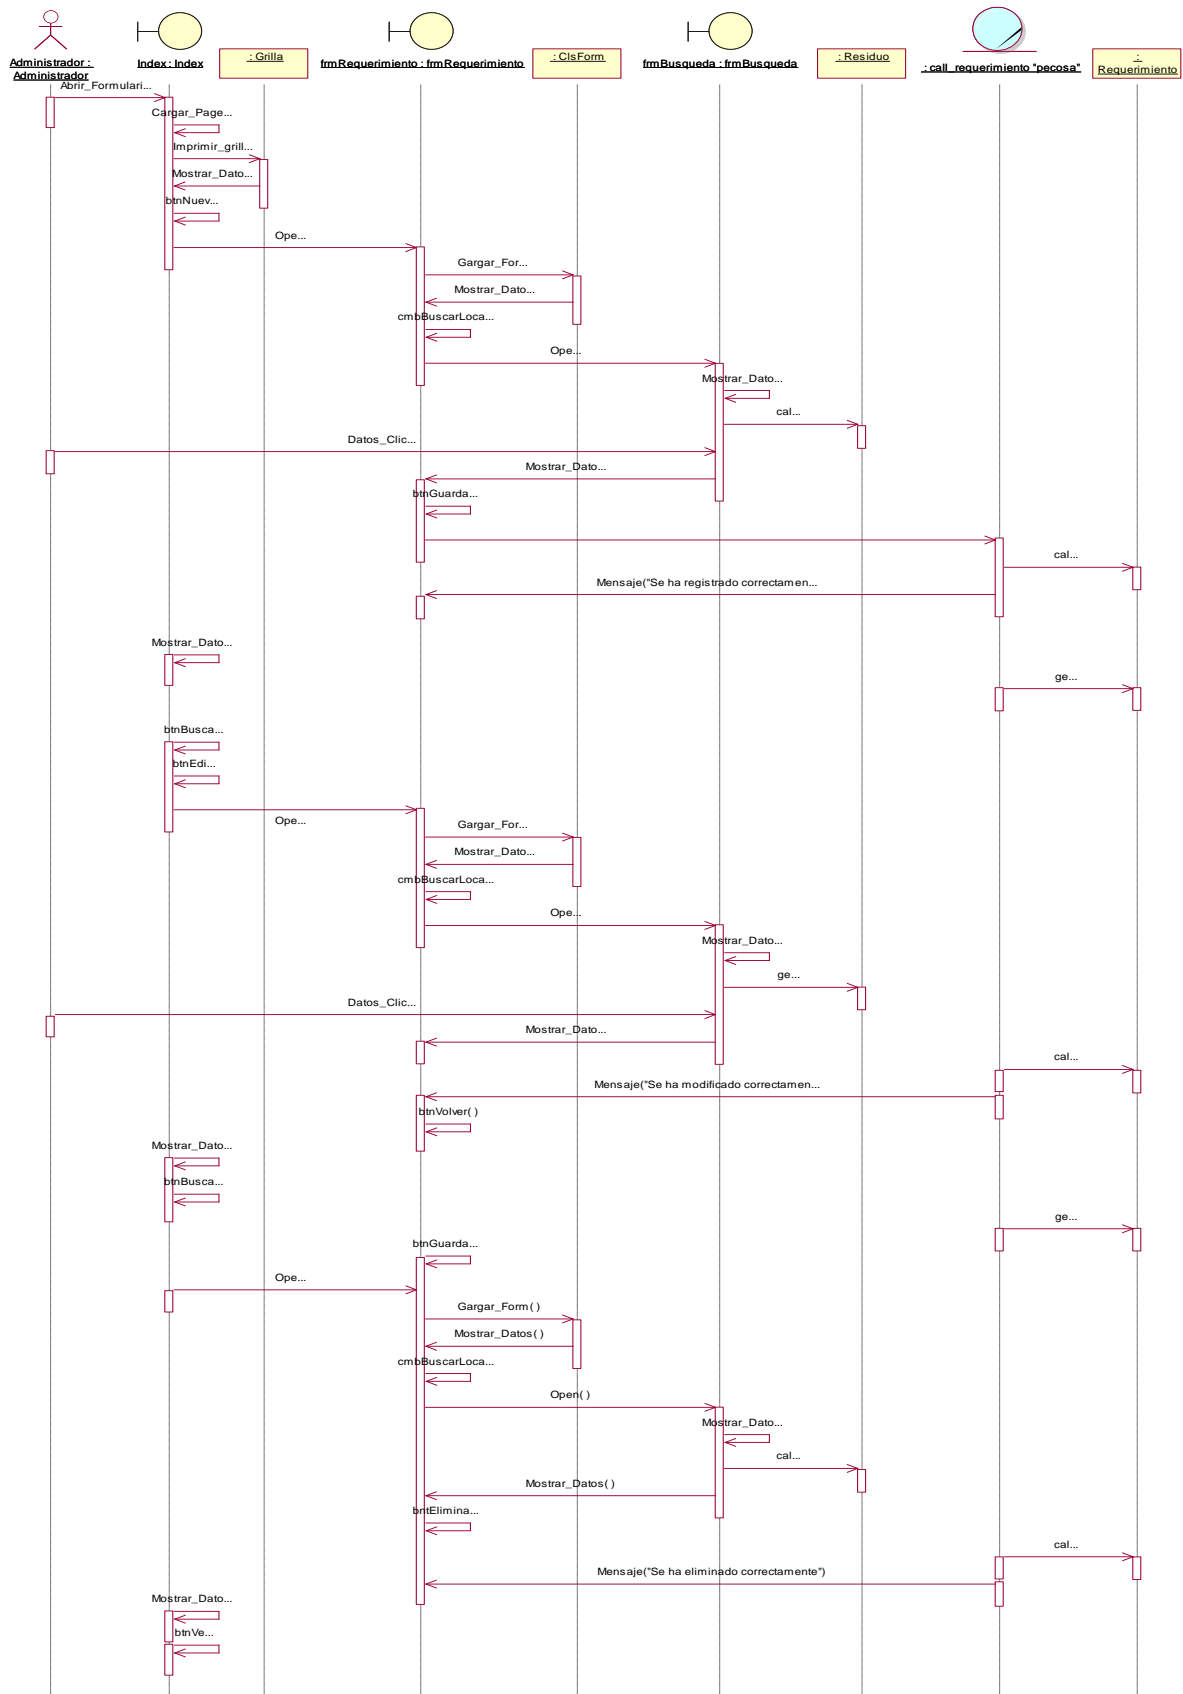 Administrador :
Administrador
Index : Index
: Grilla
frmRequerimiento : frmRequerimiento
: ClsForm
frmBusqueda : frmBusqueda
: Residuo
: call_requerimiento "pecosa"
:
Requerimiento
Abrir_Formulari...
Cargar_Page...
Imprimir_grill...
Mostrar_Dato...
btnNuev...
Ope...
Gargar_For...
Mostrar_Dato...
cmbBuscarLoca...
Ope...
Mostrar_Dato...
cal...
Datos_Clic...
Mostrar_Dato...
btnGuarda...
cal...
Mensaje("Se ha registrado correctamen...
Mostrar_Dato...
ge...
btnBusca...
btnEdi...
Ope...
Gargar_For...
Mostrar_Dato...
cmbBuscarLoca...
Ope...
Mostrar_Dato...
ge...
Datos_Clic...
Mostrar_Dato...
cal...
Mensaje("Se ha modificado correctamen...
btnVolver( )
Mostrar_Dato...
btnBusca...
ge...
btnGuarda...
Ope...
Gargar_Form( )
Mostrar_Datos( )
cmbBuscarLoca...
Open( )
Mostrar_Dato...
cal...
Mostrar_Datos( )
bntElimina...
cal...
Mensaje("Se ha eliminado correctamente")
Mostrar_Dato...
btnVe...